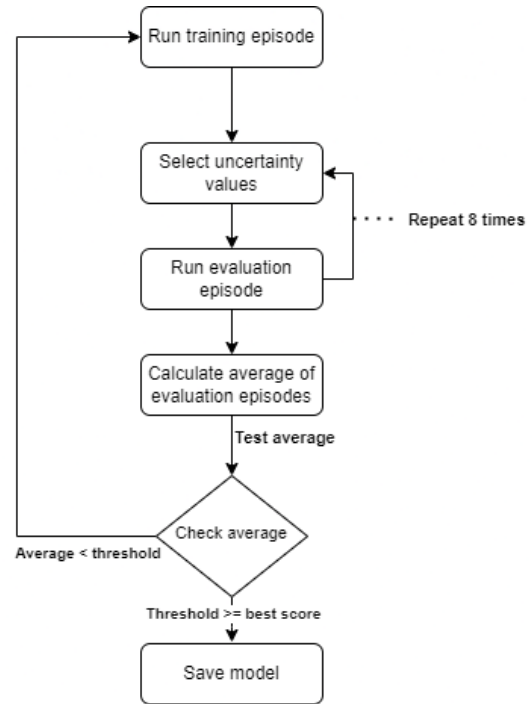 Run training episode
Select uncertainty
values
Repeat 8 times
Run evaluation
episode
Calculate average of
evaluation episodes
Test average
Check average
Average < threshold
Threshold >= best score
Save model